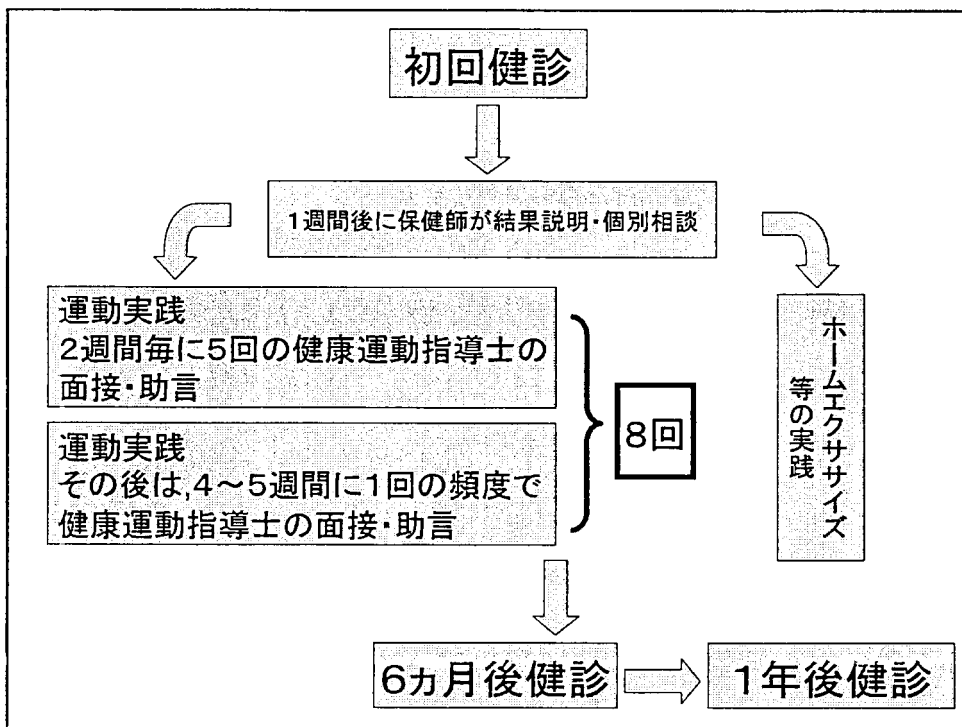 初回健診
1週間後に保健師が結果説明・個別相談
運動実践
2週間毎に5回の健康運動指導士の
面接・助言
運動実践
その後は,4～5週間に1回の頻度で
健康運動指導士の面接・助言
8回
ホームエクササイズ
等の実践
6ヵ月後健診
1年後健診